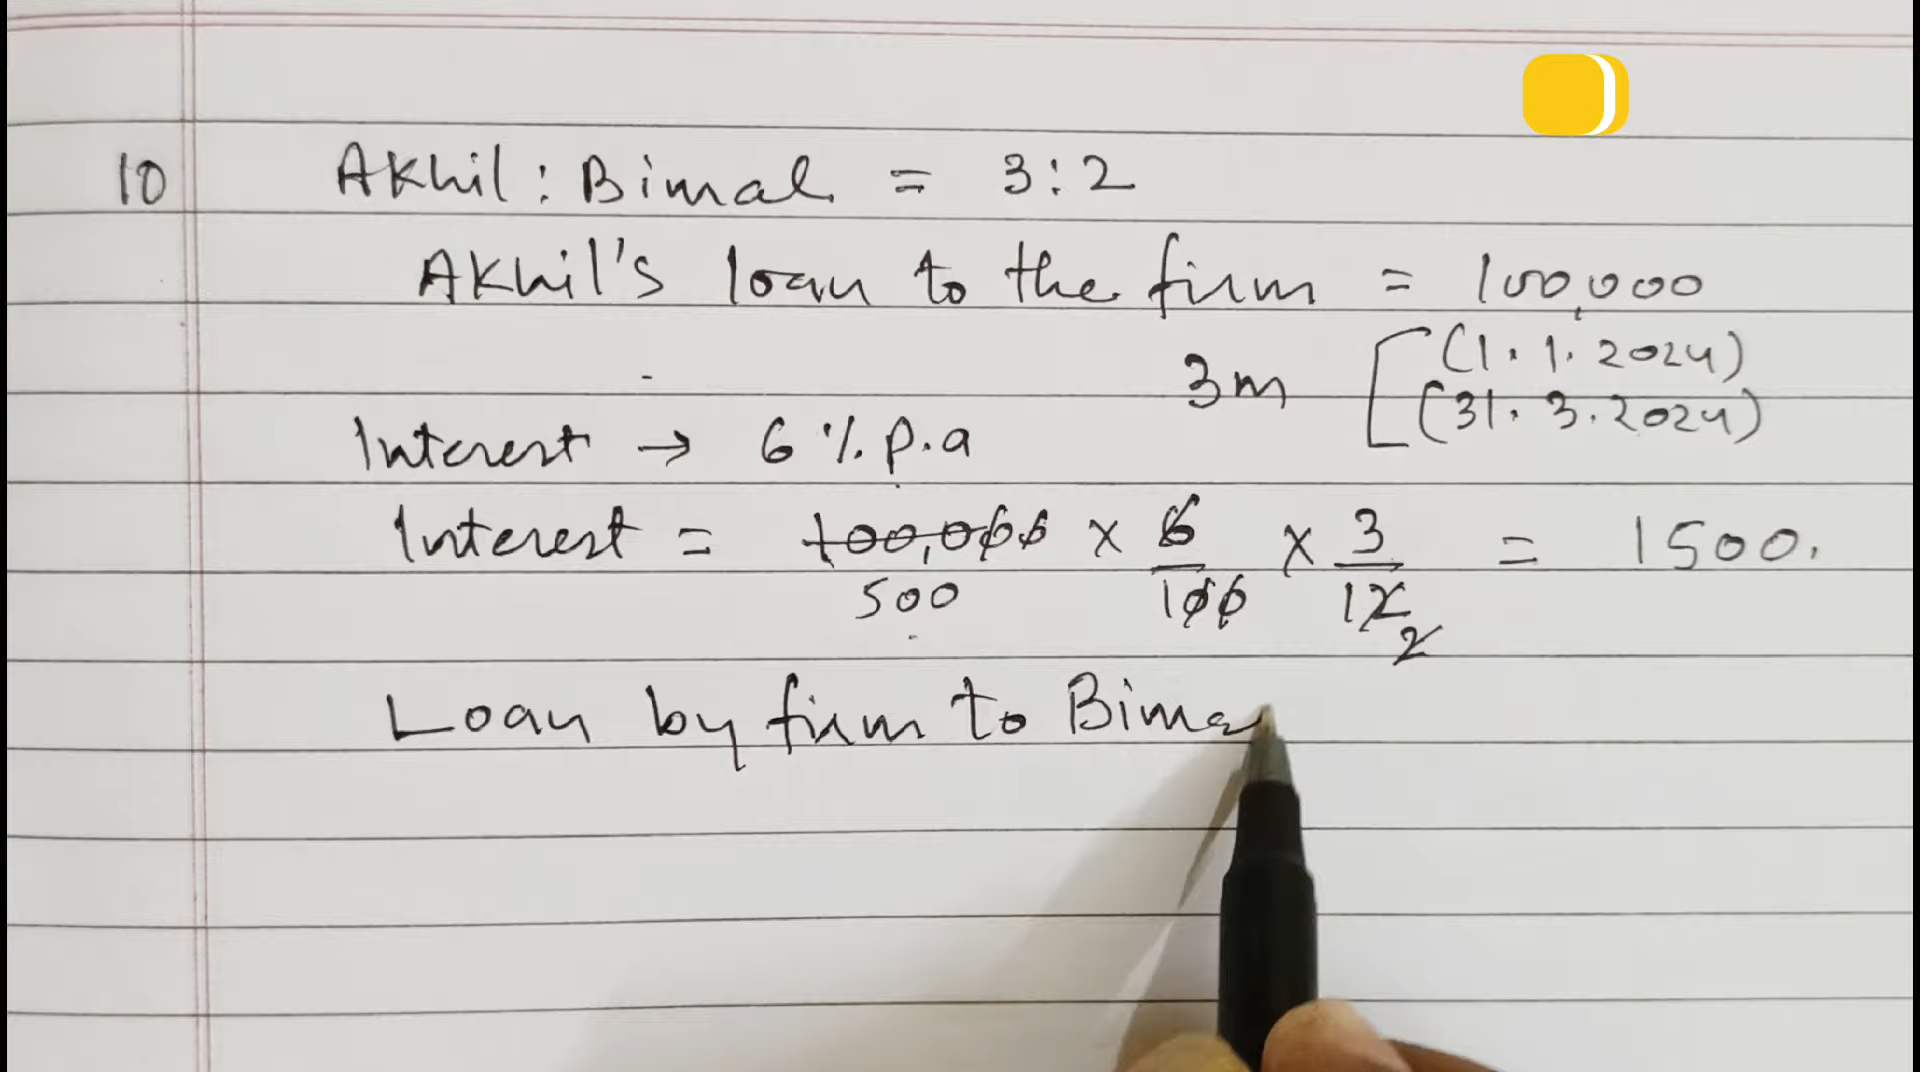 10 Akhil : Bimal = 3:2
Akhil's loan to the firm = 100,000
3m [ (1.1.2024)
(31.3.2024)
Interest → 6 %. p.a
Interest = 100,000 × 6/100 × 3/12 = 1500.
500 2
Loan by firm to Bima